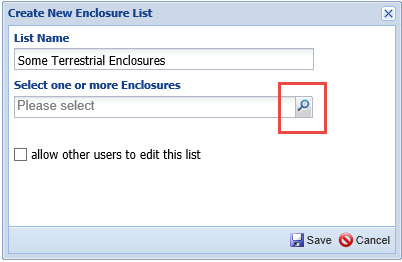 Create New Enclosure List
List Name
Some Terrestrial Enclosures
Select one or more Enclosures
Please select
allow other users to edit this list
Save Cancel